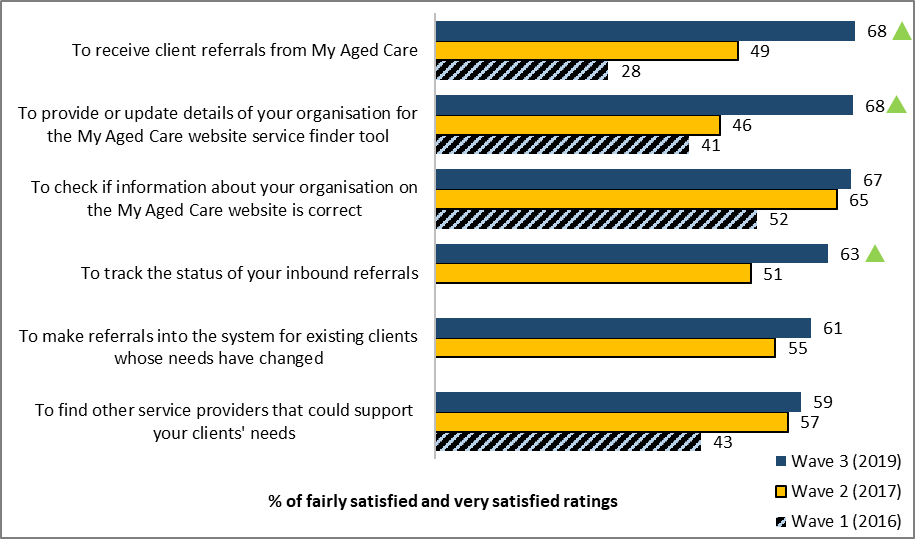 To receive client referrals from My Aged Care
68
49
28
To provide or update details of your organisation for
the My Aged Care website service finder tool
68
46
41
To check if information about your organisation on
the My Aged Care website is correct
67
65
52
To track the status of your inbound referrals
63
51
To make referrals into the system for existing clients
whose needs have changed
61
55
To find other service providers that could support
your clients' needs
59
57
43
Wave 3 (2019)
Wave 2 (2017)
Wave 1 (2016)
% of fairly satisfied and very satisfied ratings